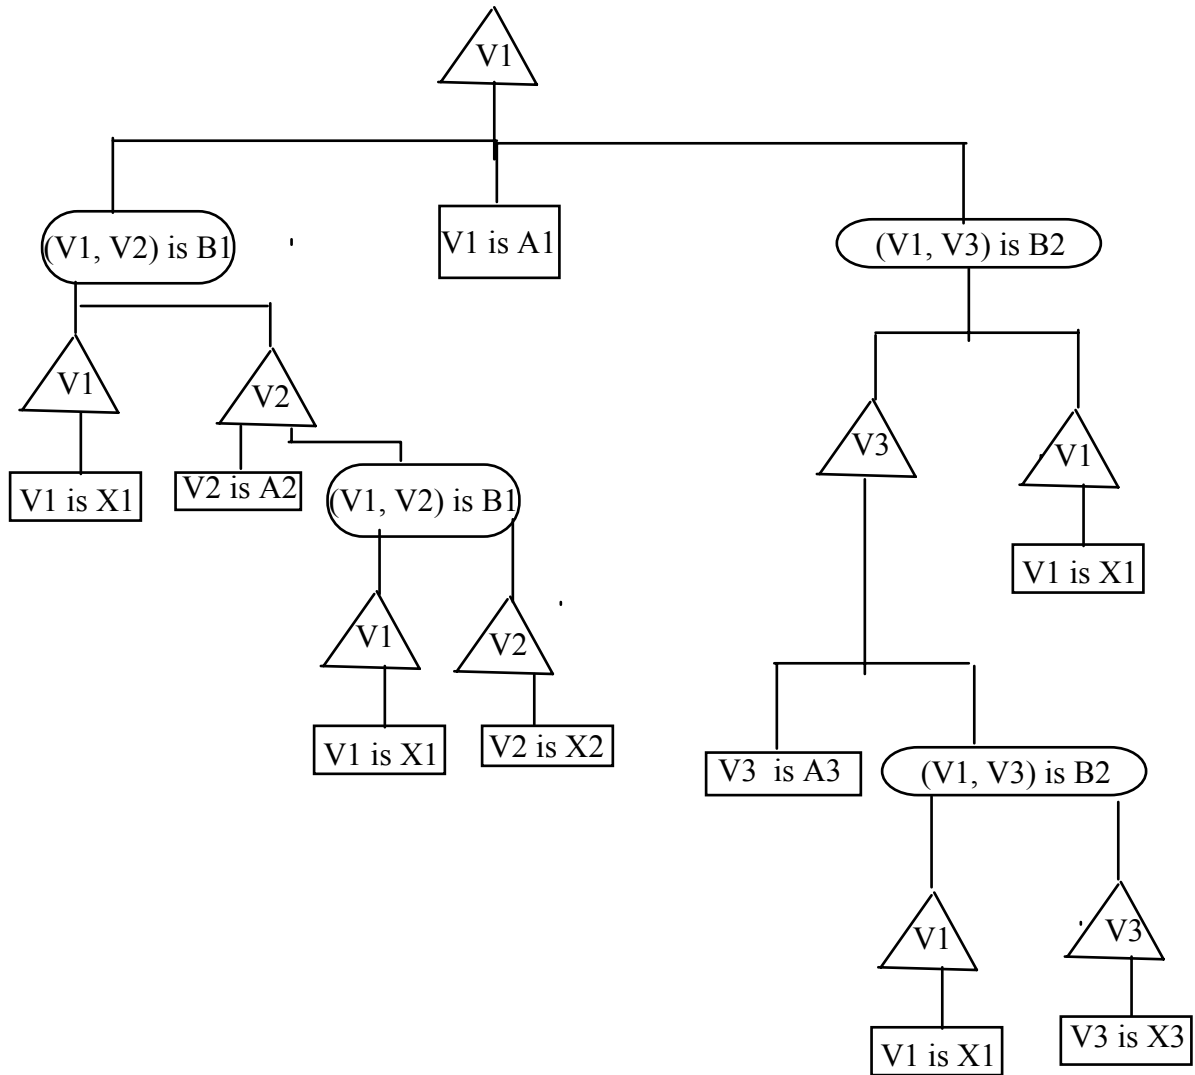 V1
(V1, V2) is B1
V1 is A1
(V1, V3) is B2
V1
V2
V3
V1
V1 is X1
V2 is A2
(V1, V2) is B1
V1 is X1
V1
V2
V1 is X1
V2 is X2
V3 is A3
(V1, V3) is B2
V1
V3
V1 is X1
V3 is X3